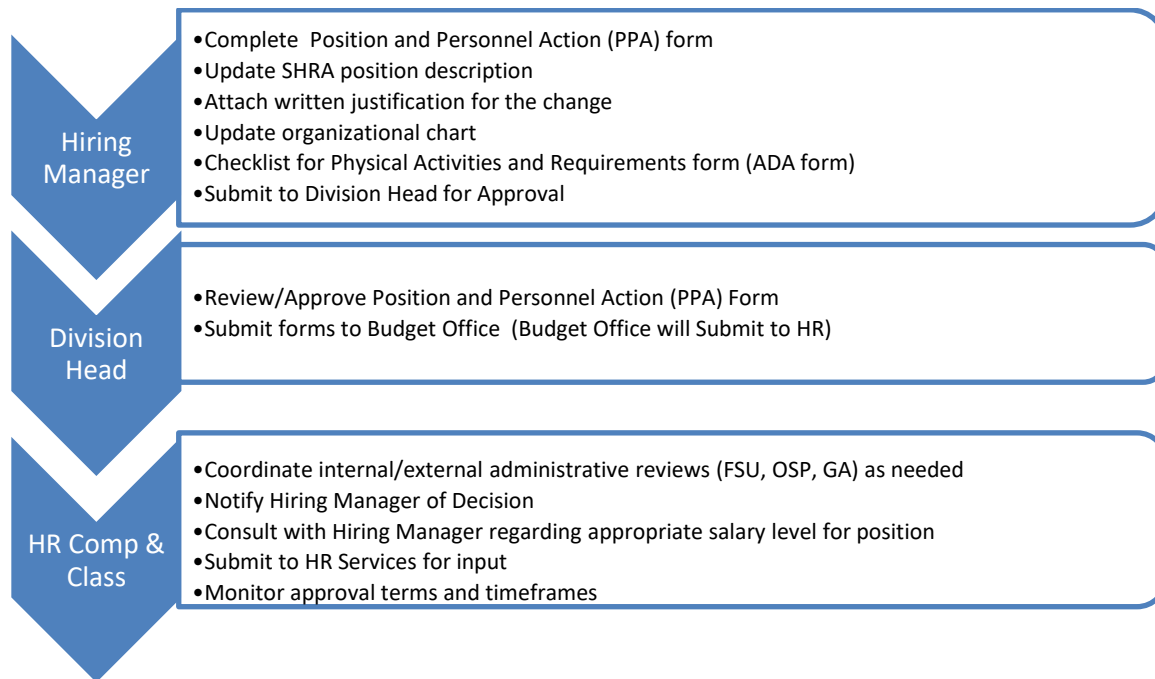 Hiring
Manager
•Complete  Position and Personnel Action (PPA) form
•Update SHRA position description
•Attach written justification for the change
•Update organizational chart
•Checklist for Physical Activities and Requirements form (ADA form)
•Submit to Division Head for Approval
Division
Head
•Review/Approve Position and Personnel Action (PPA) Form
•Submit forms to Budget Office  (Budget Office will Submit to HR)
HR Comp &
Class
•Coordinate internal/external administrative reviews (FSU, OSP, GA) as needed
•Notify Hiring Manager of Decision
•Consult with Hiring Manager regarding appropriate salary level for position
•Submit to HR Services for input
•Monitor approval terms and timeframes